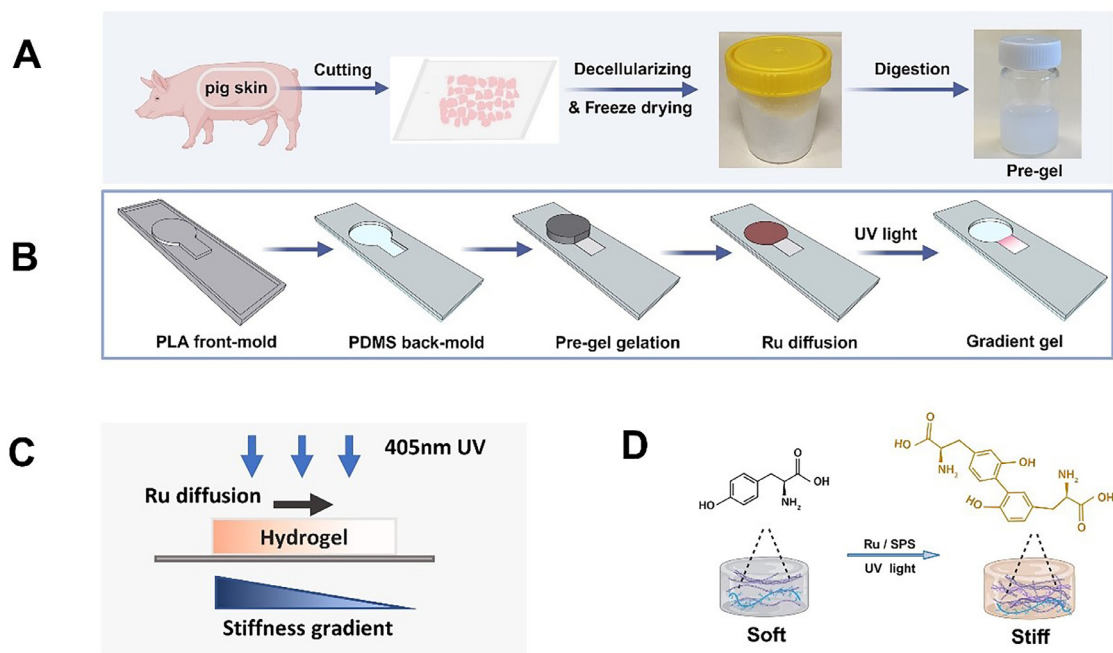 A
pig skin
Cutting
Decellularizing
& Freeze drying
Digestion
Pre-gel
B
UV light
PLA front-mold
PDMS back-mold
Pre-gel gelation
Ru diffusion
Gradient gel
C
405nm UV
Ru diffusion
Hydrogel
Stiffness gradient
D
HO
O
OH
NH2
Ru / SPS
UV light
O
HO
NH2
OH
HO
NH2
O
OH
Soft
Stiff